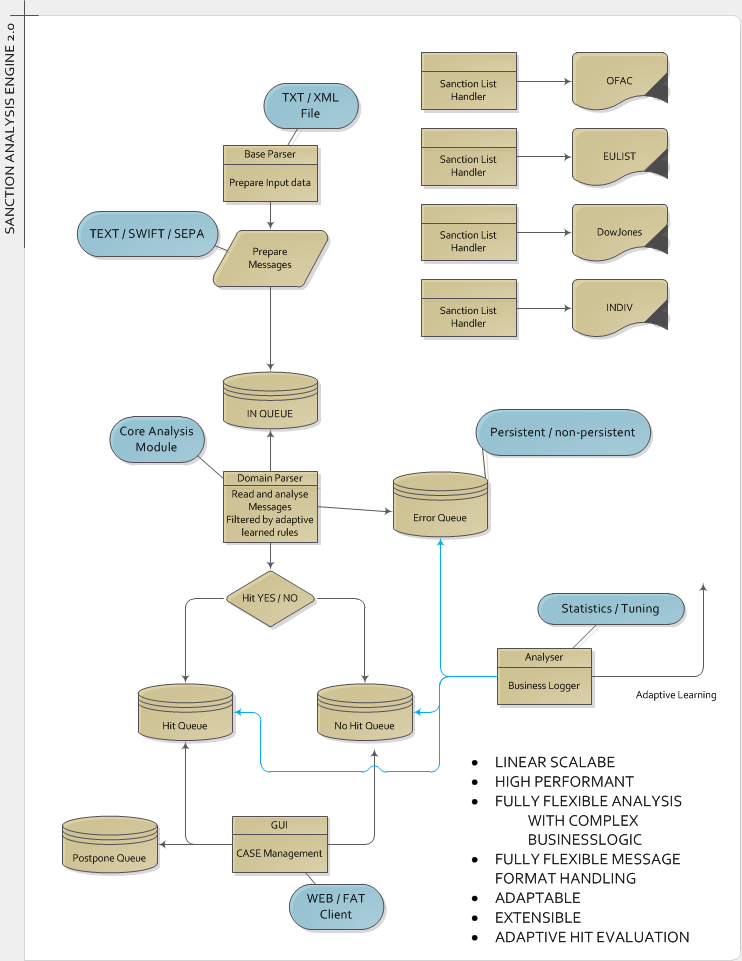 SANCTION ANALYSIS ENGINE 2.0
TXT / XML
File
Base Parser
Prepare Input data
TEXT / SWIFT / SEPA
Prepare
Messages
IN QUEUE
Sanction List
Handler
OFAC
Sanction List
Handler
EULIST
Sanction List
Handler
DowJones
Sanction List
Handler
INDIV
Core Analysis
Module
Domain Parser
Read and analyse
Messages
Filtered by adaptive
learned rules
Persistent / non-persistent
Error Queue
Hit YES / NO
Statistics / Tuning
Analyser
Business Logger
Adaptive Learning
Hit Queue
No Hit Queue
Postpone Queue
GUI
CASE Management
WEB / FAT
Client
• LINEAR SCALABE
• HIGH PERFORMANT
• FULLY FLEXIBLE ANALYSIS
WITH COMPLEX
BUSINESSLOGIC
• FULLY FLEXIBLE MESSAGE
FORMAT HANDLING
• ADAPTABLE
• EXTENSIBLE
• ADAPTIVE HIT EVALUATION